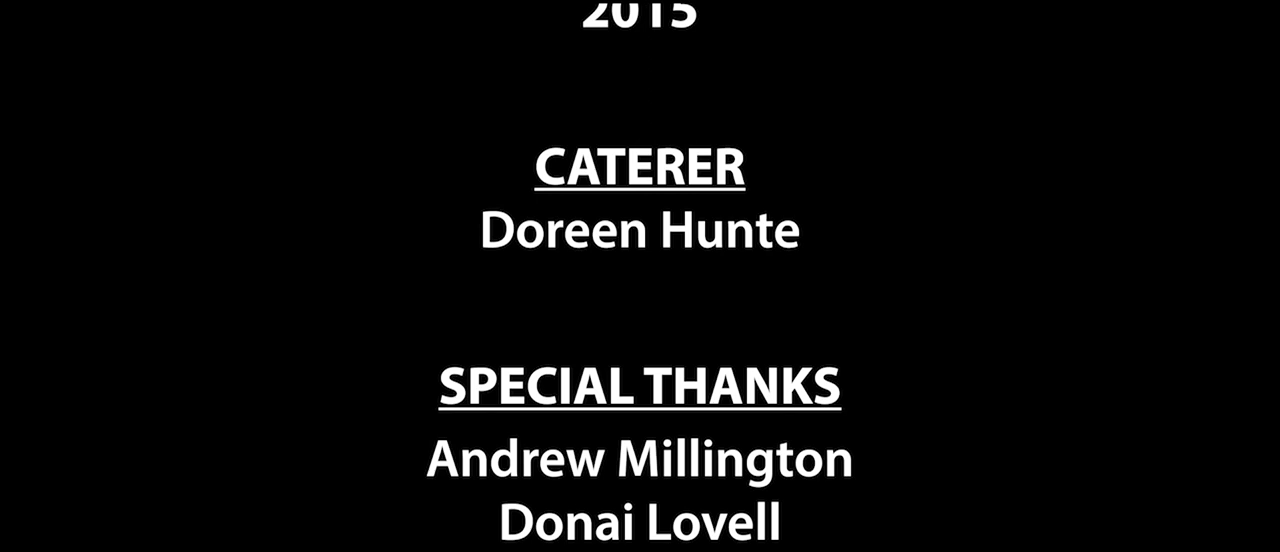 2015
CATERER
Doreen Hunte
SPECIAL THANKS
Andrew Millington
Donai Lovell